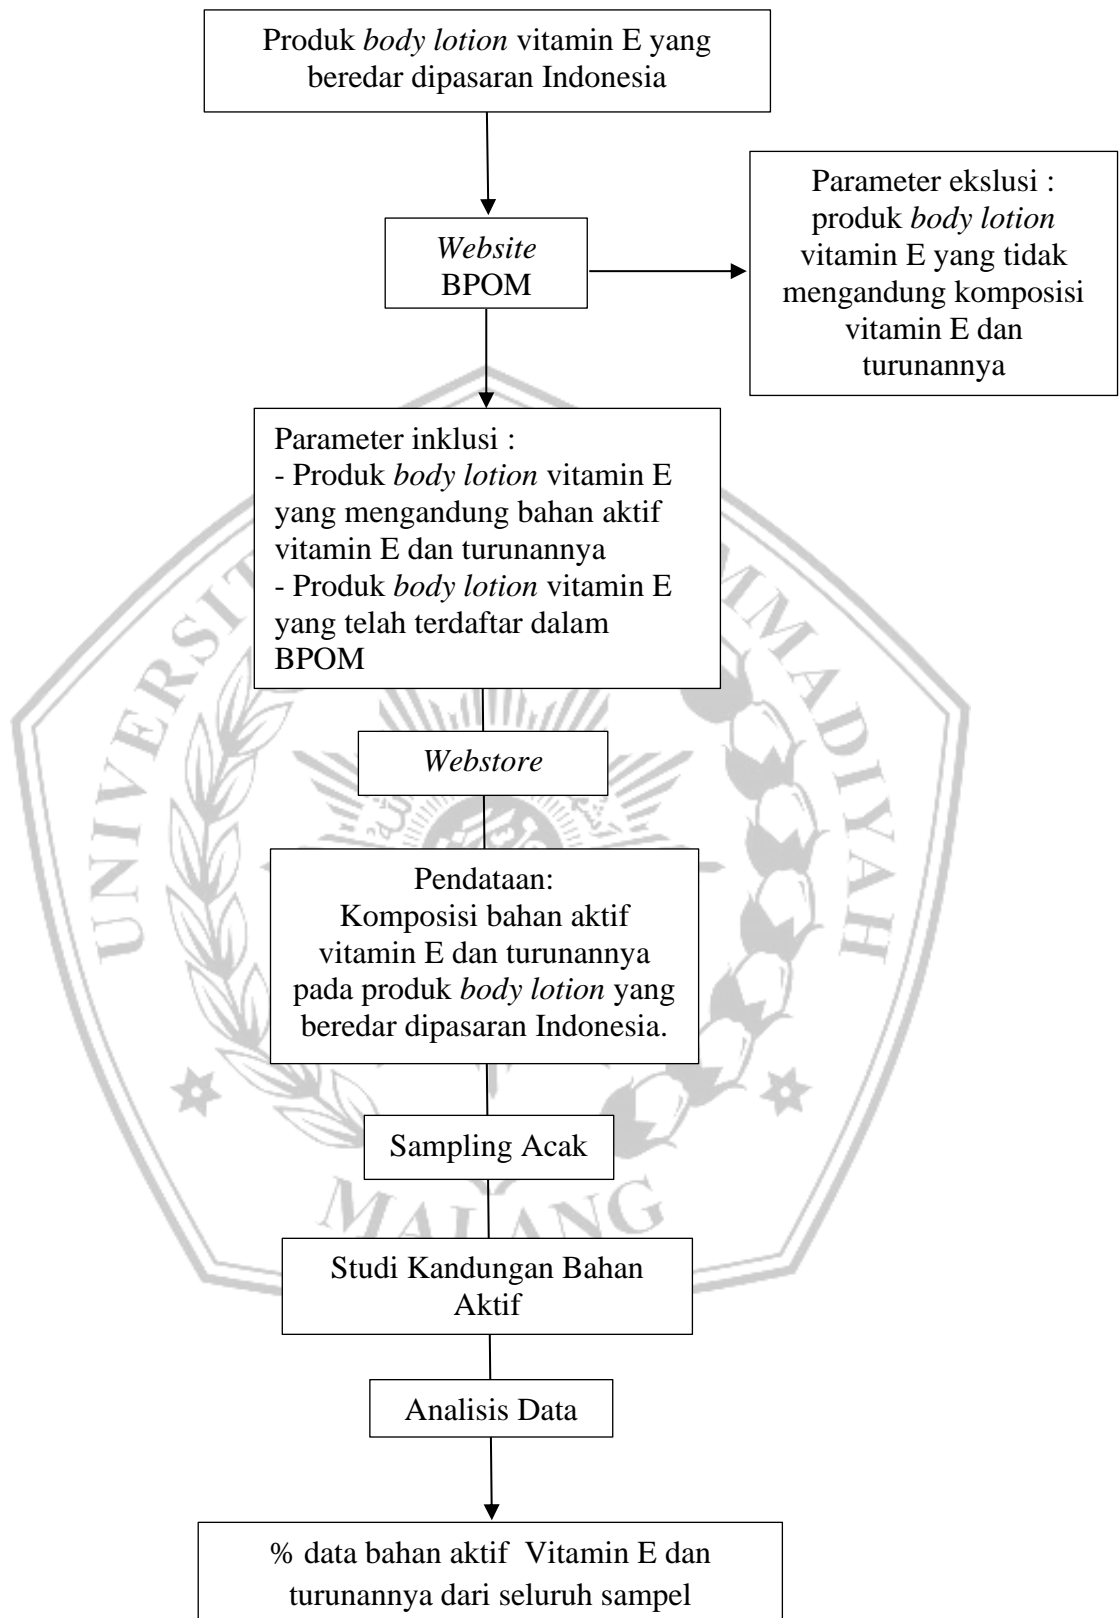 Produk body lotion vitamin E yang
beredar dipasaran Indonesia
Website
BPOM
Parameter ekslusi :
produk body lotion
vitamin E yang tidak
mengandung komposisi
vitamin E dan
turunannya
Parameter inklusi :
- Produk body lotion vitamin E
yang mengandung bahan aktif
vitamin E dan turunannya
- Produk body lotion vitamin E
yang telah terdaftar dalam
BPOM
Webstore
Pendataan:
Komposisi bahan aktif
vitamin E dan turunannya
pada produk body lotion yang
beredar dipasaran Indonesia.
Sampling Acak
Studi Kandungan Bahan
Aktif
Analisis Data
% data bahan aktif  Vitamin E dan
turunannya dari seluruh sampel
MALANG